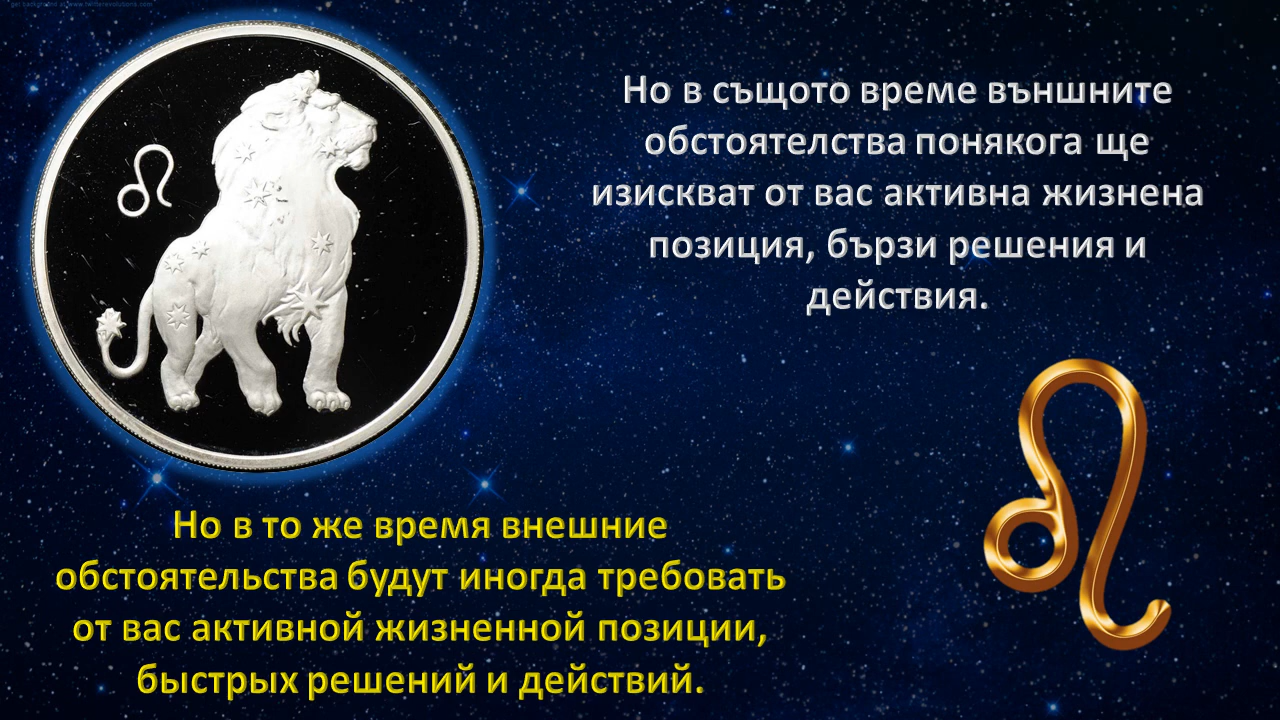 Но в същото време външните
обстоятелства понякога ще
изискват от вас активна жизнена
позиция, бързи решения и
действия.
Но в то же время внешние
обстоятельства будут иногда требовать
от вас активной жизненной позиции,
быстрых решений и действий.